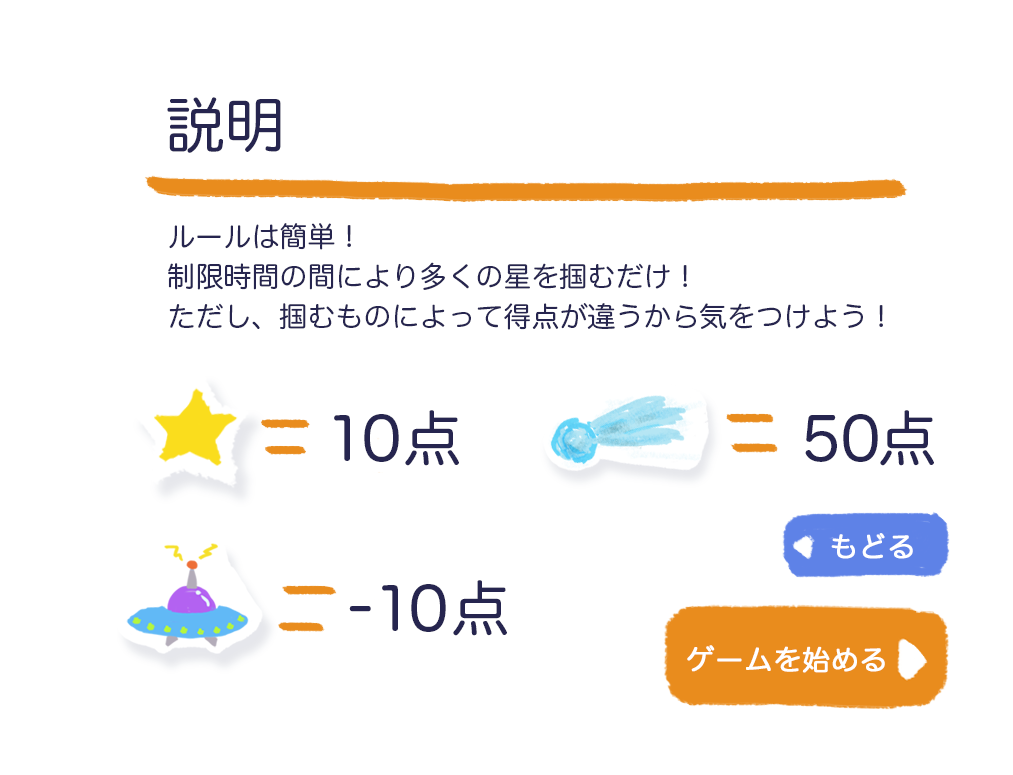 説明
ルールは簡単！
制限時間の間により多くの星を掴むだけ！
ただし、掴むものによって得点が違うから気をつけよう！
= 10点
= 50点
= -10点
もどる
ゲームを始める